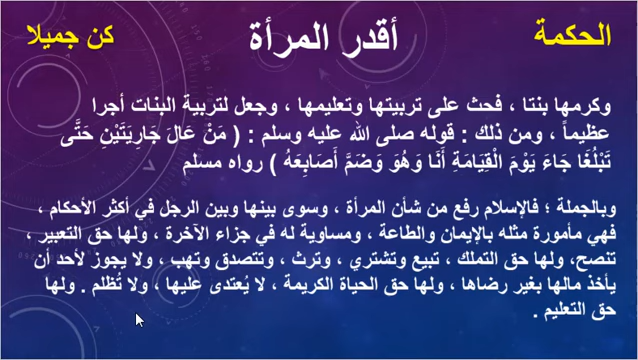 الحكمة
أقدر المرأة
كن جميلا
وكرمها بنتا ، فحث على تربيتها وتعليمها ، وجعل لتربية البنات أجرا
عظيماً ، ومن ذلك : قوله صلى الله عليه وسلم : ( مَنْ عَالَ جَارِيَتَيْنِ حَتَّى
تَبْلُغَا جَاءَ يَوْمَ الْقِيَامَةِ أَنَا وَهُوَ وَضَمَّ أَصَابِعَهُ ) رواه مسلم
وبالجملة ؛ فالإسلام رفع من شأن المرأة ، وسوى بينها وبين الرجل في أكثر الأحكام ،
فهي مأمورة مثله بالإيمان والطاعة ، ومساوية له في جزاء الآخرة ، ولها حق التعبير ،
تنصح، ولها حق التملك ، تبيع وتشتري ، وترث ، وتتصدق وتهب ، ولا يجوز لأحد أن
يأخذ مالها بغير رضاها ، ولها حق الحياة الكريمة ، لا يُعتدى عليها ، ولا تُظلم . ولها
حق التعليم .